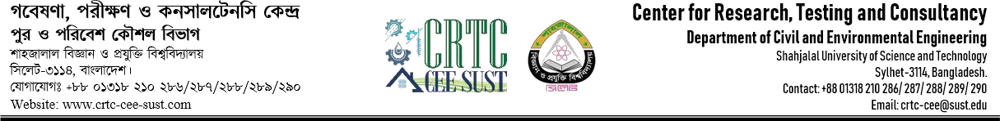 গবেষণা, পরীক্ষণ ও কনসালটেনসি কেন্দ্র
পুর ও পরিবেশ কৌশল বিভাগ
শাহজালাল বিজ্ঞান ও প্রযুক্তি বিশ্ববিদ্যালয়
সিলেট-৩১১৪, বাংলাদেশ।
যোগাযোগঃ +৮৮ ০১৩১৮ ২১০ ২৮৬/২৮৭/২৮৮/২৮৯/২৯০
Website: www.crtc-cee-sust.com
CRTC
CEE-SUST
শাহজালাল
বিজ্ঞান ও প্রযুক্তি বিশ্ববিদ্যালয়
সিলেট
Center for Research, Testing and Consultancy
Department of Civil and Environmental Engineering
Shahjalal University of Science and Technology
Sylhet-3114, Bangladesh.
Contact: +88 01318 210 286/ 287/ 288/ 289/ 290
Email: crtc-cee@sust.edu